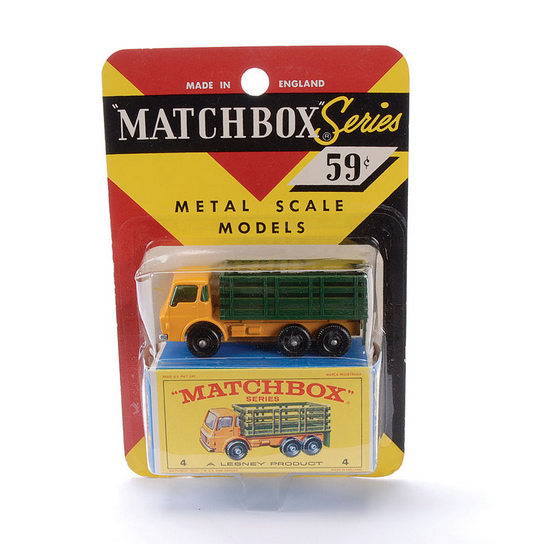 MADE IN ENGLAND
"MATCHBOX" Series
®
59¢
METAL SCALE
MODELS
"MATCHBOX"
SERIES
4 A LESNEY PRODUCT 4